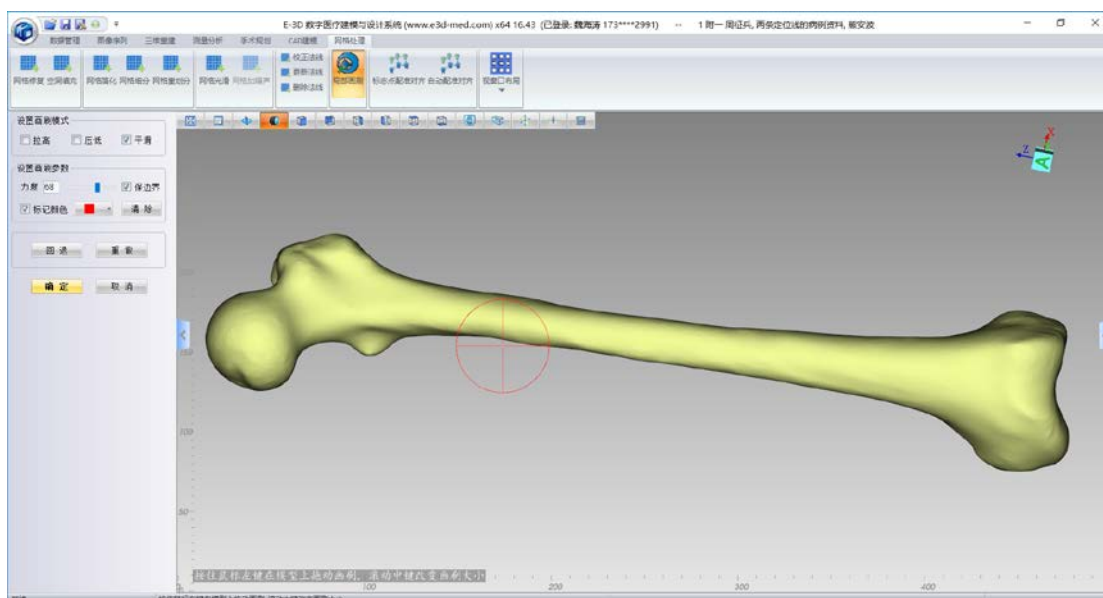 E-3D 数字医疗建模与设计系统 (www.e3d-med.com) x64 16.43 (已登录: 魏海涛 173****2991) -- 1 附一 周征兵, 两条定位线的病例资料, 熊安波
数据管理 图像序列 三维重建 测量分析 手术规划 CAD建模 网格处理
网格修复 空洞填充 网格简化 网格细分 网格重划分 网格光滑 网格加噪声
校正法线
翻新法线
删除法线
局部画刷 标志点配准对齐 自动配准对齐 视窗口布局
设置画刷模式
拉高 压低 平滑
设置画刷参数
力度 68 保边界
标记颜色 清除
回退 重做
确定 取消
A
X
Z
150
100
50
按住鼠标左键在模型上拖动画刷, 滚动中键改变画刷大小
100 200 300 400